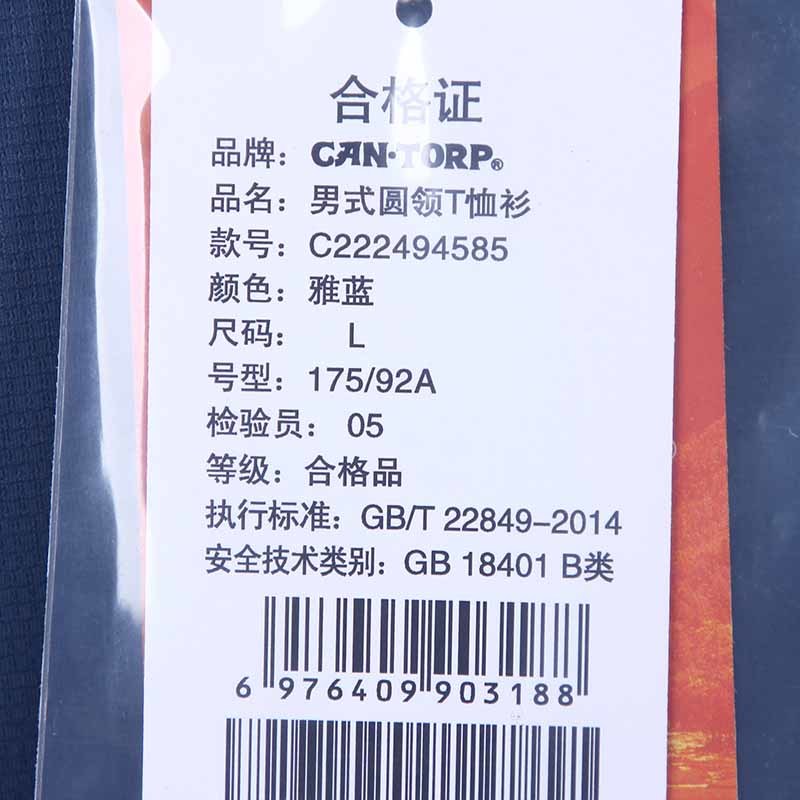 合格证
品牌：CAN·TORP®
品名：男式圆领T恤衫
款号：C222494585
颜色：雅蓝
尺码： L
号型：175/92A
检验员：05
等级：合格品
执行标准：GB/T 22849-2014
安全技术类别：GB 18401 B类
6 976409 903188